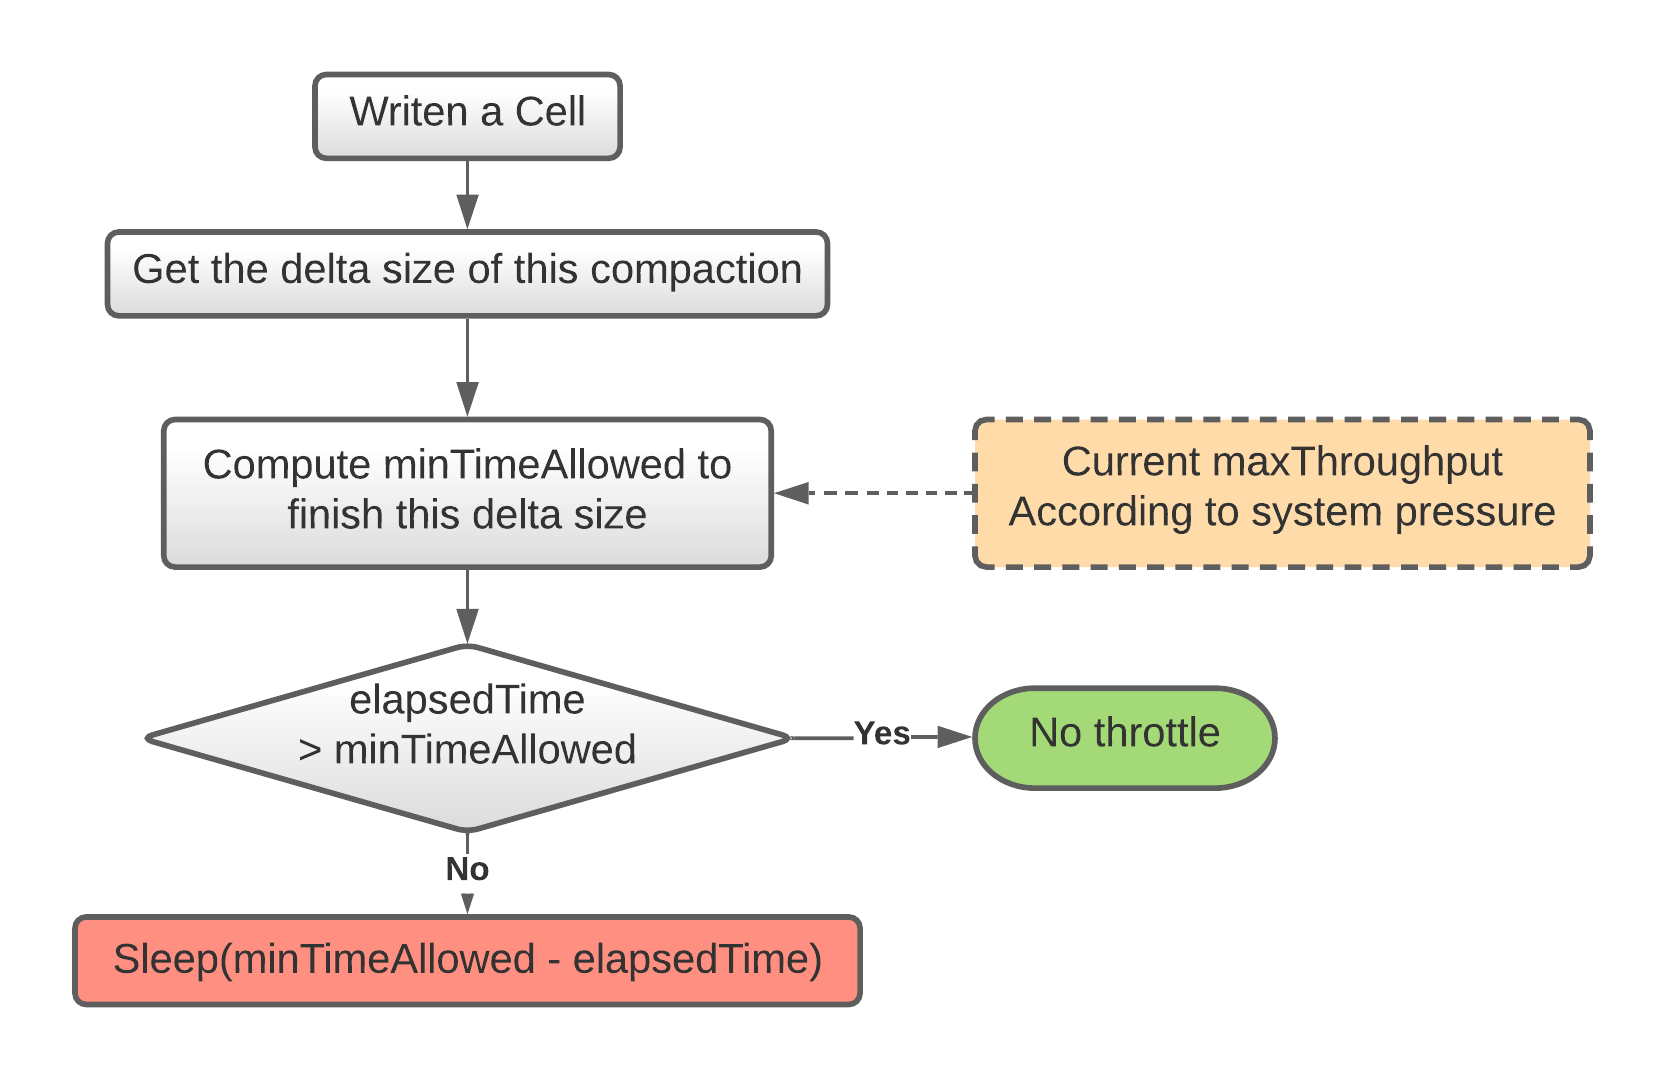 Writen a Cell
Get the delta size of this compaction
Compute minTimeAllowed to
finish this delta size
Current maxThroughput
According to system pressure
elapsedTime
> minTimeAllowed
Yes
No throttle
No
Sleep(minTimeAllowed - elapsedTime)